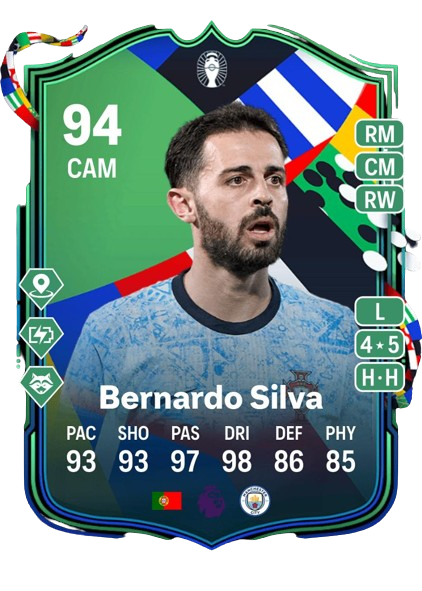 94
CAM
RM
CM
RW
L
4★5
H·H
Bernardo Silva
PAC SHO PAS DRI DEF PHY
93 93 97 98 86 85